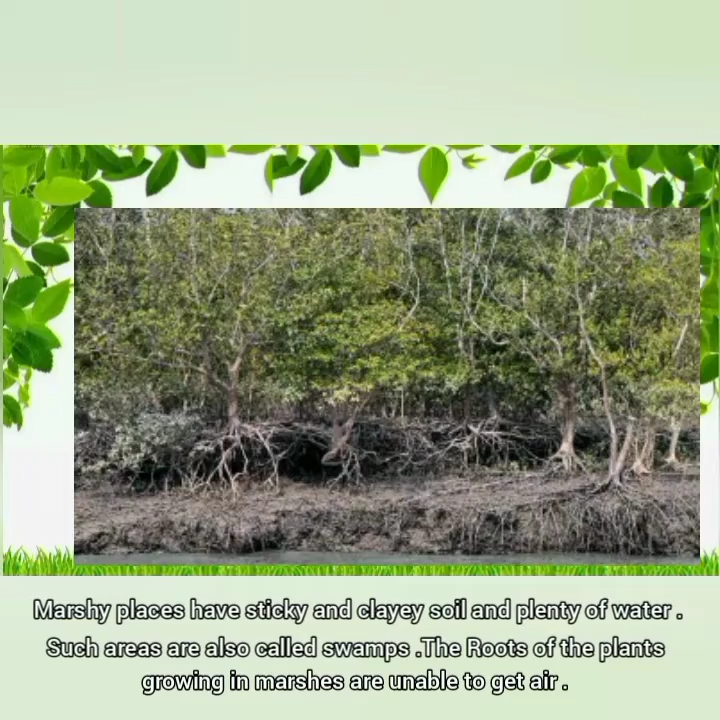 Marshy places have sticky and clayey soil and plenty of water .
Such areas are also called swamps .The Roots of the plants
growing in marshes are unable to get air .